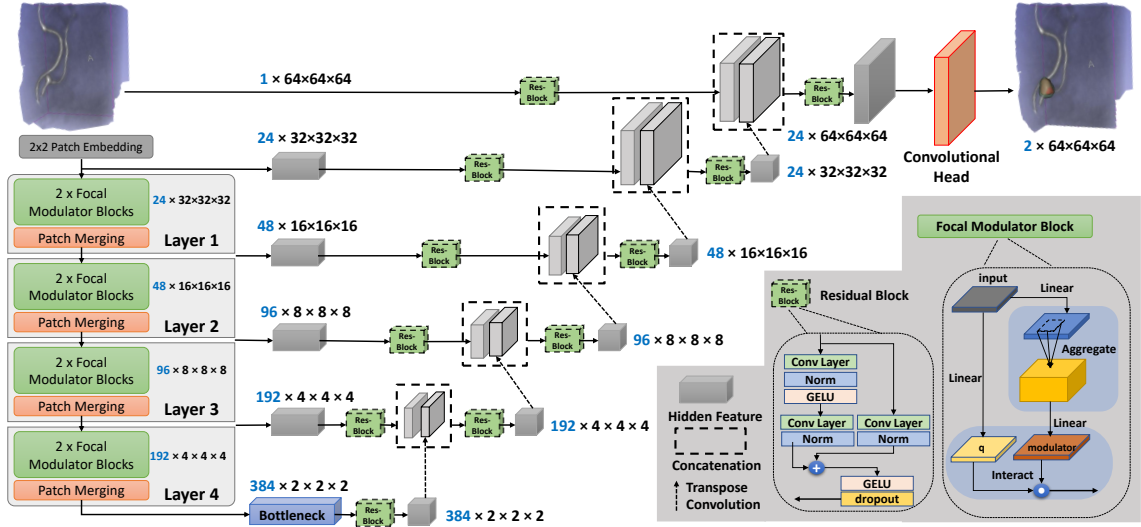 1 × 64×64×64
Res-
Block
Res-
Block
24 × 64×64×64
Convolutional
Head
2 × 64×64×64
2x2 Patch Embedding
24 × 32×32×32
Res-
Block
Res-
Block
24 × 32×32×32
2 x Focal
Modulator Blocks
24 × 32×32×32
Patch Merging
Layer 1
48 × 16×16×16
Res-
Block
Res-
Block
48 × 16×16×16
2 x Focal
Modulator Blocks
48 × 16×16×16
Patch Merging
Layer 2
96 × 8 × 8 × 8
Res-
Block
Res-
Block
96 × 8 × 8 × 8
2 x Focal
Modulator Blocks
96 × 8 × 8 × 8
Patch Merging
Layer 3
192 × 4 × 4 × 4
Res-
Block
Res-
Block
192 × 4 × 4 × 4
2 x Focal
Modulator Blocks
192 × 4 × 4 × 4
Patch Merging
Layer 4
384 × 2 × 2 × 2
Bottleneck
Res-
Block
384 × 2 × 2 × 2
Hidden Feature
Concatenation
Transpose
Convolution
Res-
Block
Residual Block
Conv Layer
Norm
GELU
Conv Layer
Conv Layer
Norm
Norm
+
GELU
dropout
Focal Modulator Block
input
Linear
Aggregate
Linear
Linear
q
modulator
Interact